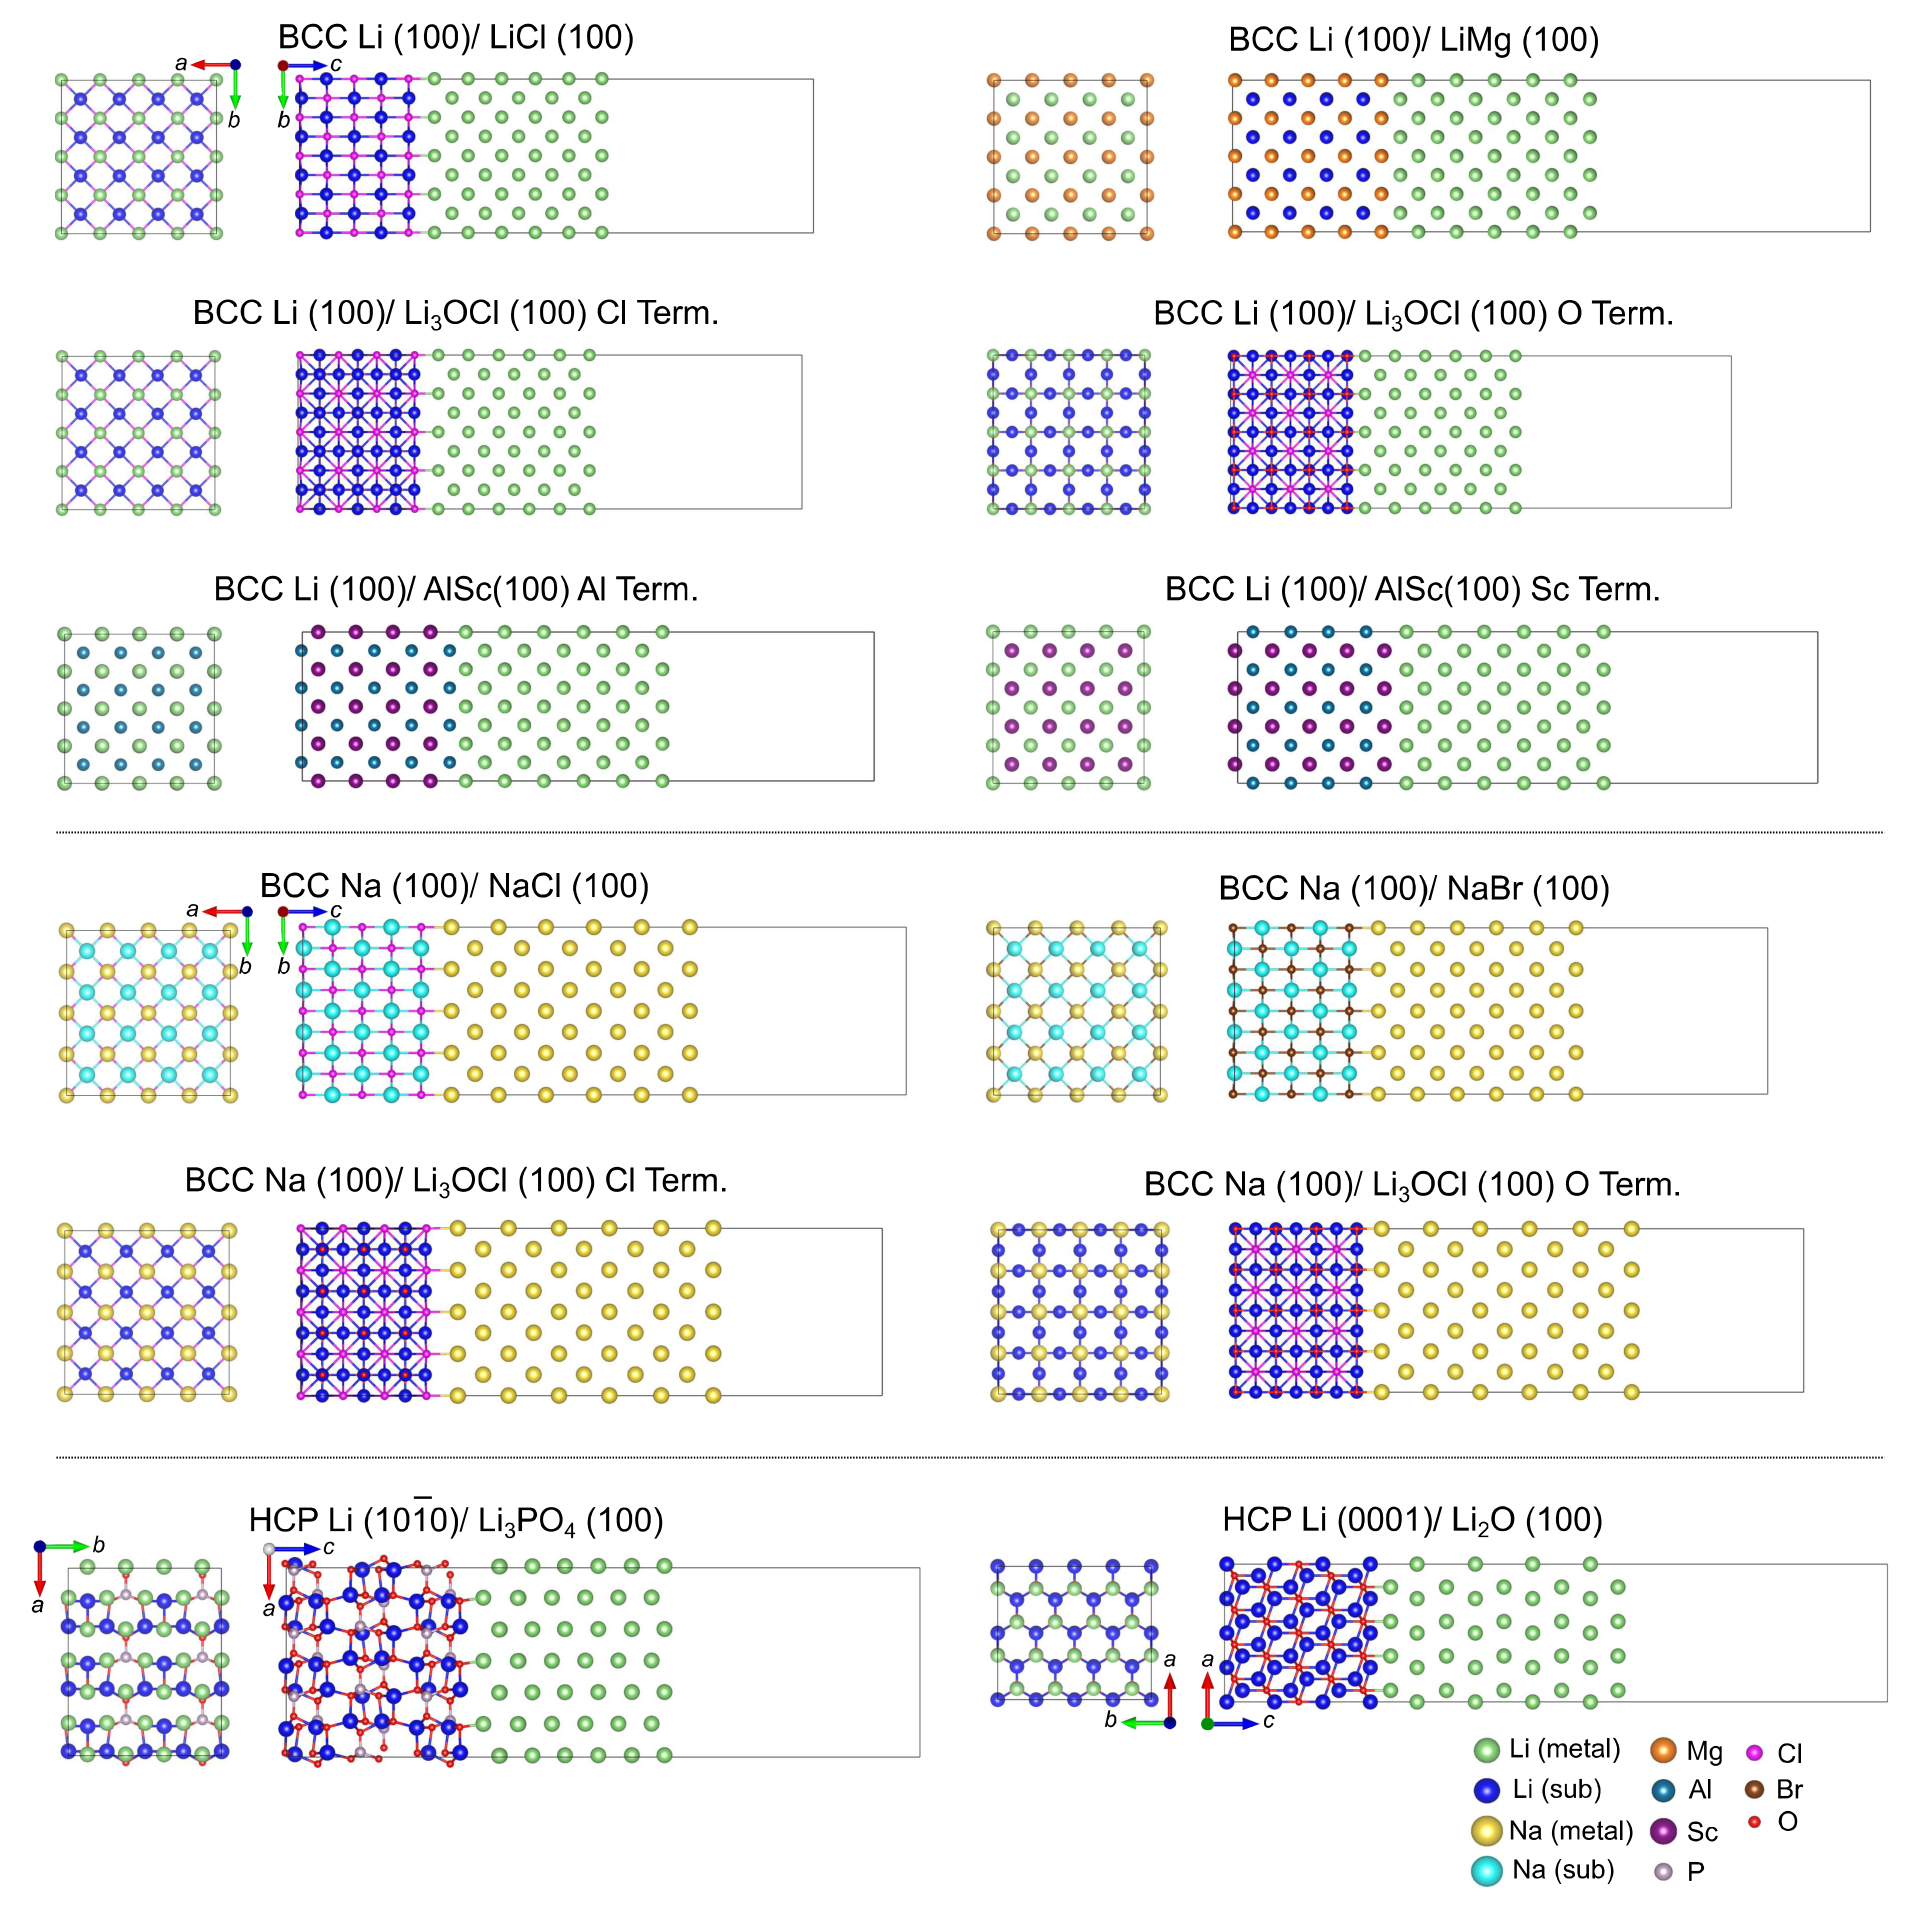 BCC Li (100)/ LiCl (100)
BCC Li (100)/ LiMg (100)
a
c
b
b
BCC Li (100)/ Li₃OCl (100) Cl Term.
BCC Li (100)/ Li₃OCl (100) O Term.
BCC Li (100)/ AlSc(100) Al Term.
BCC Li (100)/ AlSc(100) Sc Term.
BCC Na (100)/ NaCl (100)
BCC Na (100)/ NaBr (100)
a
c
b
b
BCC Na (100)/ Li₃OCl (100) Cl Term.
BCC Na (100)/ Li₃OCl (100) O Term.
HCP Li (101̅0)/ Li₃PO₄ (100)
HCP Li (0001)/ Li₂O (100)
b
c
a
a
a
a
b
c
Li (metal)
Mg
Cl
Li (sub)
Al
Br
Na (metal)
Sc
O
Na (sub)
P